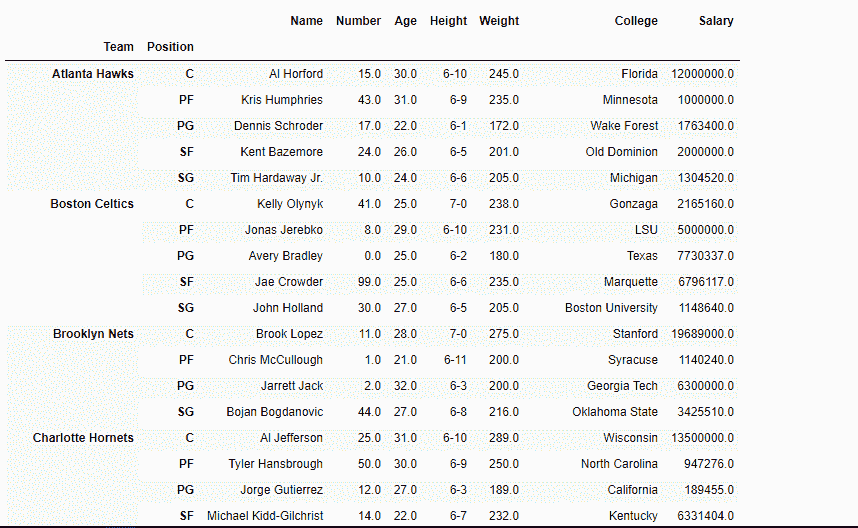 Name Number Age Height Weight College Salary
Team Position
Atlanta Hawks C Al Horford 15.0 30.0 6-10 245.0 Florida 12000000.0
PF Kris Humphries 43.0 31.0 6-9 235.0 Minnesota 1000000.0
PG Dennis Schroder 17.0 22.0 6-1 172.0 Wake Forest 1763400.0
SF Kent Bazemore 24.0 26.0 6-5 201.0 Old Dominion 2000000.0
SG Tim Hardaway Jr. 10.0 24.0 6-6 205.0 Michigan 1304520.0
Boston Celtics C Kelly Olynyk 41.0 25.0 7-0 238.0 Gonzaga 2165160.0
PF Jonas Jerebko 8.0 29.0 6-10 231.0 LSU 5000000.0
PG Avery Bradley 0.0 25.0 6-2 180.0 Texas 7730337.0
SF Jae Crowder 99.0 25.0 6-6 235.0 Marquette 6796117.0
SG John Holland 30.0 27.0 6-5 205.0 Boston University 1148640.0
Brooklyn Nets C Brook Lopez 11.0 28.0 7-0 275.0 Stanford 19689000.0
PF Chris McCullough 1.0 21.0 6-11 200.0 Syracuse 1140240.0
PG Jarrett Jack 2.0 32.0 6-3 200.0 Georgia Tech 6300000.0
SG Bojan Bogdanovic 44.0 27.0 6-8 216.0 Oklahoma State 3425510.0
Charlotte Hornets C Al Jefferson 25.0 31.0 6-10 289.0 Wisconsin 13500000.0
PF Tyler Hansbrough 50.0 30.0 6-9 250.0 North Carolina 947276.0
PG Jorge Gutierrez 12.0 27.0 6-3 189.0 California 189455.0
SF Michael Kidd-Gilchrist 14.0 22.0 6-7 232.0 Kentucky 6331404.0